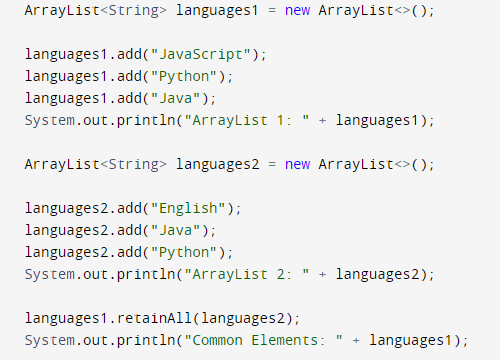 ArrayList<String> languages1 = new ArrayList<>();
languages1.add("JavaScript");
languages1.add("Python");
languages1.add("Java");
System.out.println("ArrayList 1: " + languages1);
ArrayList<String> languages2 = new ArrayList<>();
languages2.add("English");
languages2.add("Java");
languages2.add("Python");
System.out.println("ArrayList 2: " + languages2);
languages1.retainAll(languages2);
System.out.println("Common Elements: " + languages1);